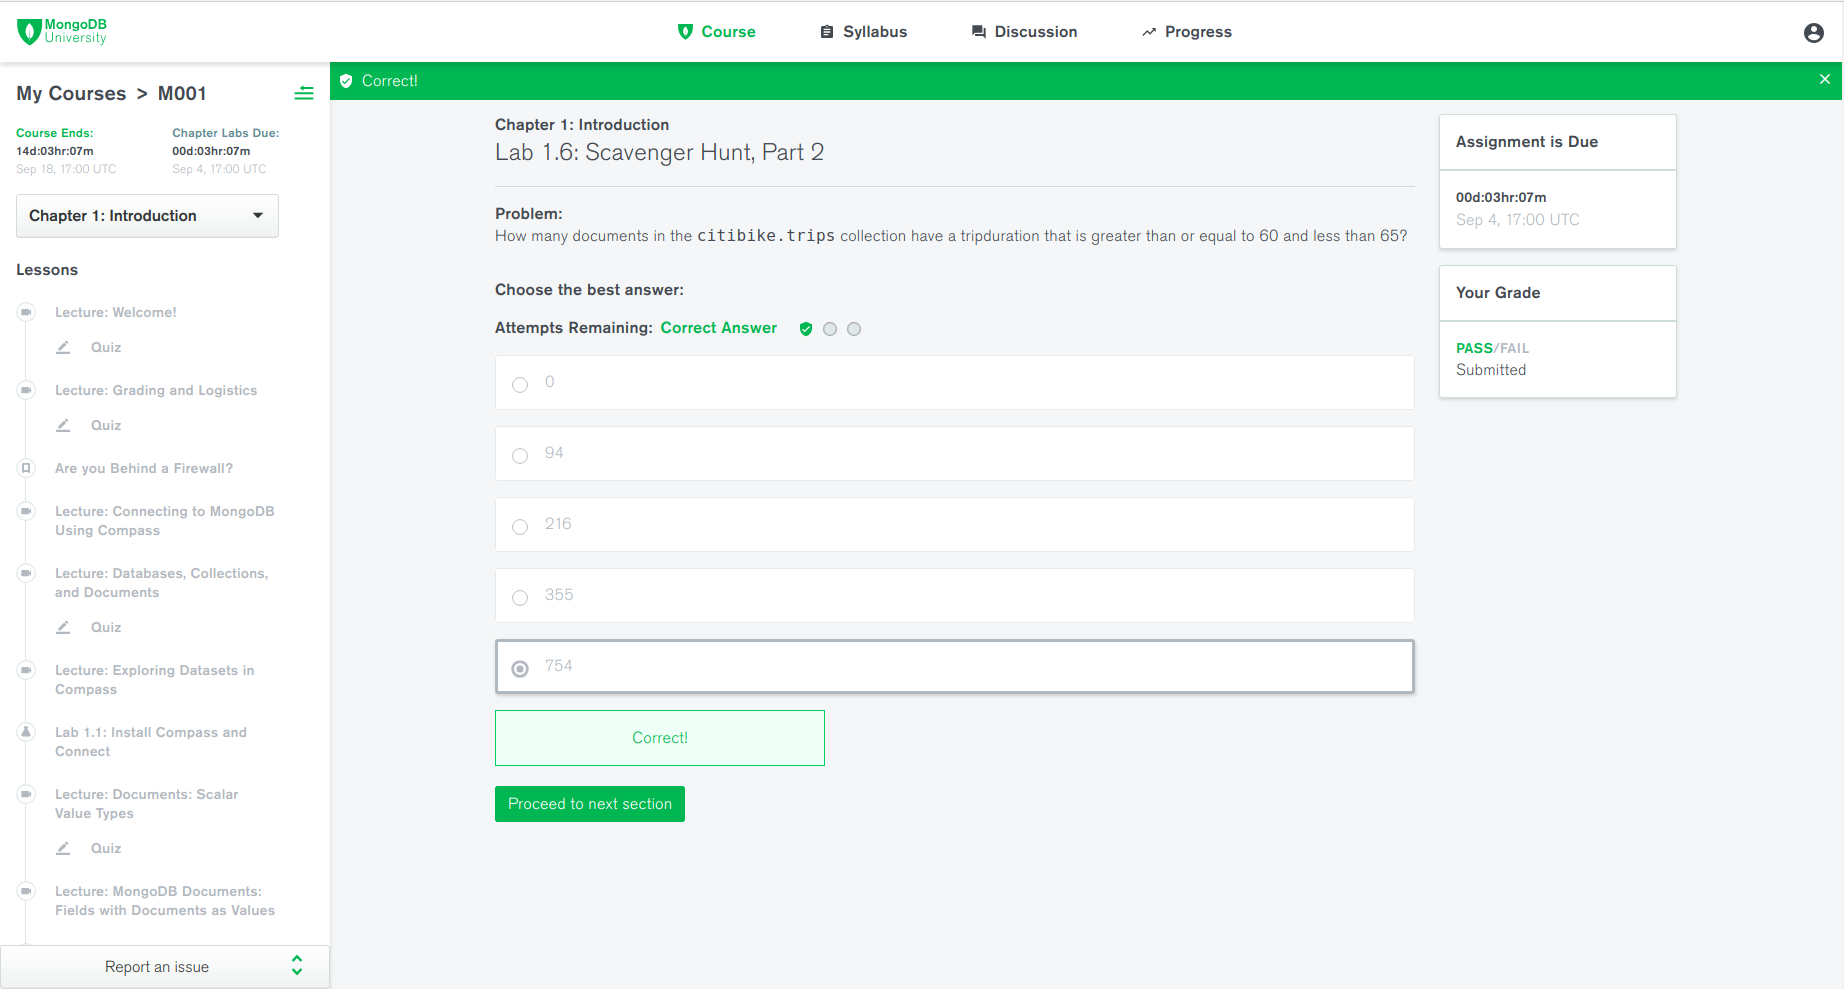 MongoDB
University
Course
Syllabus
Discussion
Progress
My Courses > M001
Course Ends:
14d:03hr:07m
Sep 18, 17:00 UTC
Chapter Labs Due:
00d:03hr:07m
Sep 4, 17:00 UTC
Chapter 1: Introduction
Lessons
Lecture: Welcome!
Quiz
Lecture: Grading and Logistics
Quiz
Are you Behind a Firewall?
Lecture: Connecting to MongoDB
Using Compass
Lecture: Databases, Collections,
and Documents
Quiz
Lecture: Exploring Datasets in
Compass
Lab 1.1: Install Compass and
Connect
Lecture: Documents: Scalar
Value Types
Quiz
Lecture: MongoDB Documents:
Fields with Documents as Values
Report an issue
Correct!
Chapter 1: Introduction
Lab 1.6: Scavenger Hunt, Part 2
Problem:
How many documents in the citibike.trips collection have a tripduration that is greater than or equal to 60 and less than 65?
Choose the best answer:
Attempts Remaining: Correct Answer
0
94
216
355
754
Correct!
Proceed to next section
Assignment is Due
00d:03hr:07m
Sep 4, 17:00 UTC
Your Grade
PASS/FAIL
Submitted